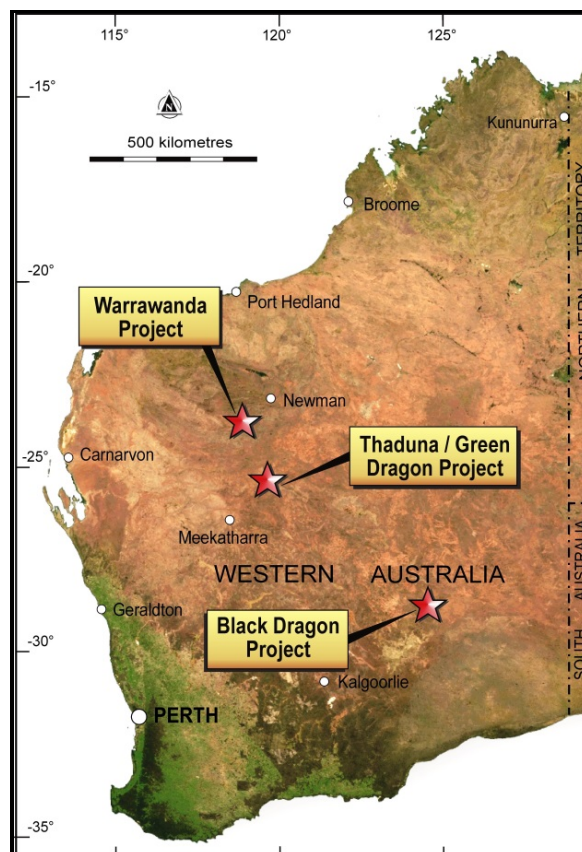 115°
120°
125°
-15°
N
500 kilometres
Kununurra
Broome
-20°
Warrawanda
Project
Port Hedland
Newman
Thaduna / Green
Dragon Project
-25°
Carnarvon
Meekatharra
WESTERN AUSTRALIA
Geraldton
Black Dragon
Project
-30°
Kalgoorlie
PERTH
-35°
NORTHERN TERRITORY
SOUTH AUSTRALIA